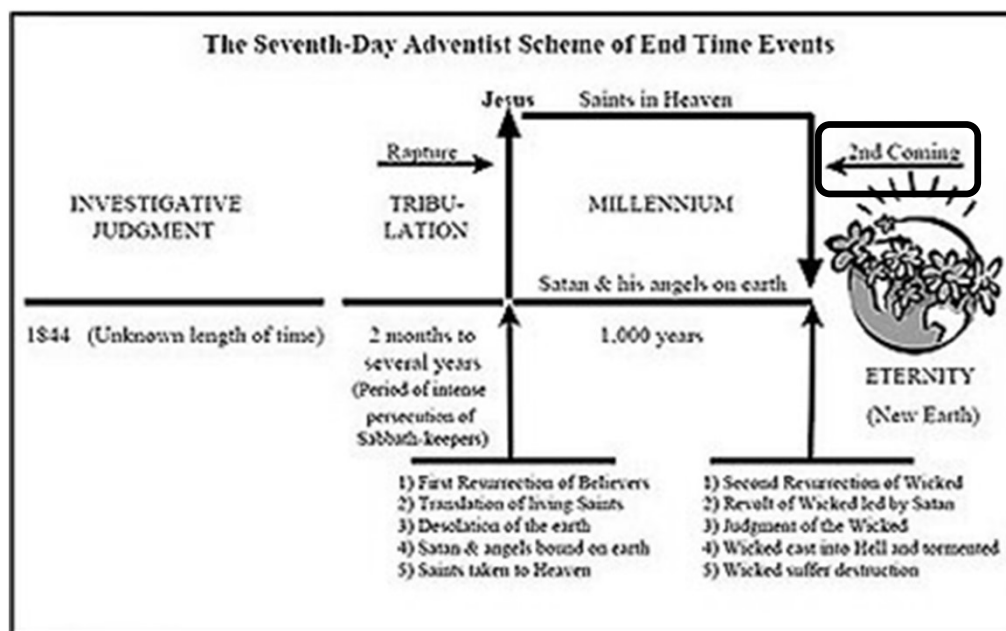 The Seventh-Day Adventist Scheme of End Time Events
Jesus
Saints in Heaven
Rapture
2nd Coming
INVESTIGATIVE
JUDGMENT
TRIBU-
LATION
MILLENNIUM
Satan & his angels on earth
1844 (Unknown length of time)
2 months to
several years
(Period of intense
persecution of
Sabbath-keepers)
1,000 years
ETERNITY
(New Earth)
1) First Resurrection of Believers
2) Translation of living Saints
3) Desolation of the earth
4) Satan & angels bound on earth
5) Saints taken to Heaven
1) Second Resurrection of Wicked
2) Revolt of Wicked led by Satan
3) Judgment of the Wicked
4) Wicked cast into Hell and tormented
5) Wicked suffer destruction